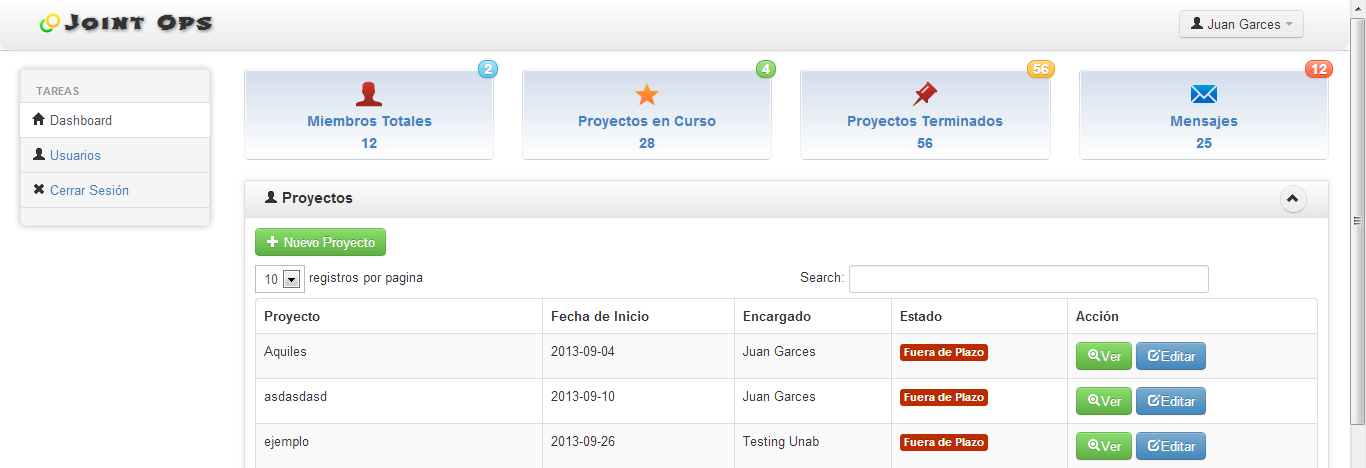 Joint Ops
Juan Garces
TAREAS
Dashboard
Usuarios
Cerrar Sesión
2
Miembros Totales
12
4
Proyectos en Curso
28
56
Proyectos Terminados
56
12
Mensajes
25
Proyectos
Nuevo Proyecto
10 registros por pagina
Search:
Proyecto Fecha de Inicio Encargado Estado Acción
Aquiles 2013-09-04 Juan Garces Fuera de Plazo Ver Editar
asdasdasd 2013-09-10 Juan Garces Fuera de Plazo Ver Editar
ejemplo 2013-09-26 Testing Unab Fuera de Plazo Ver Editar